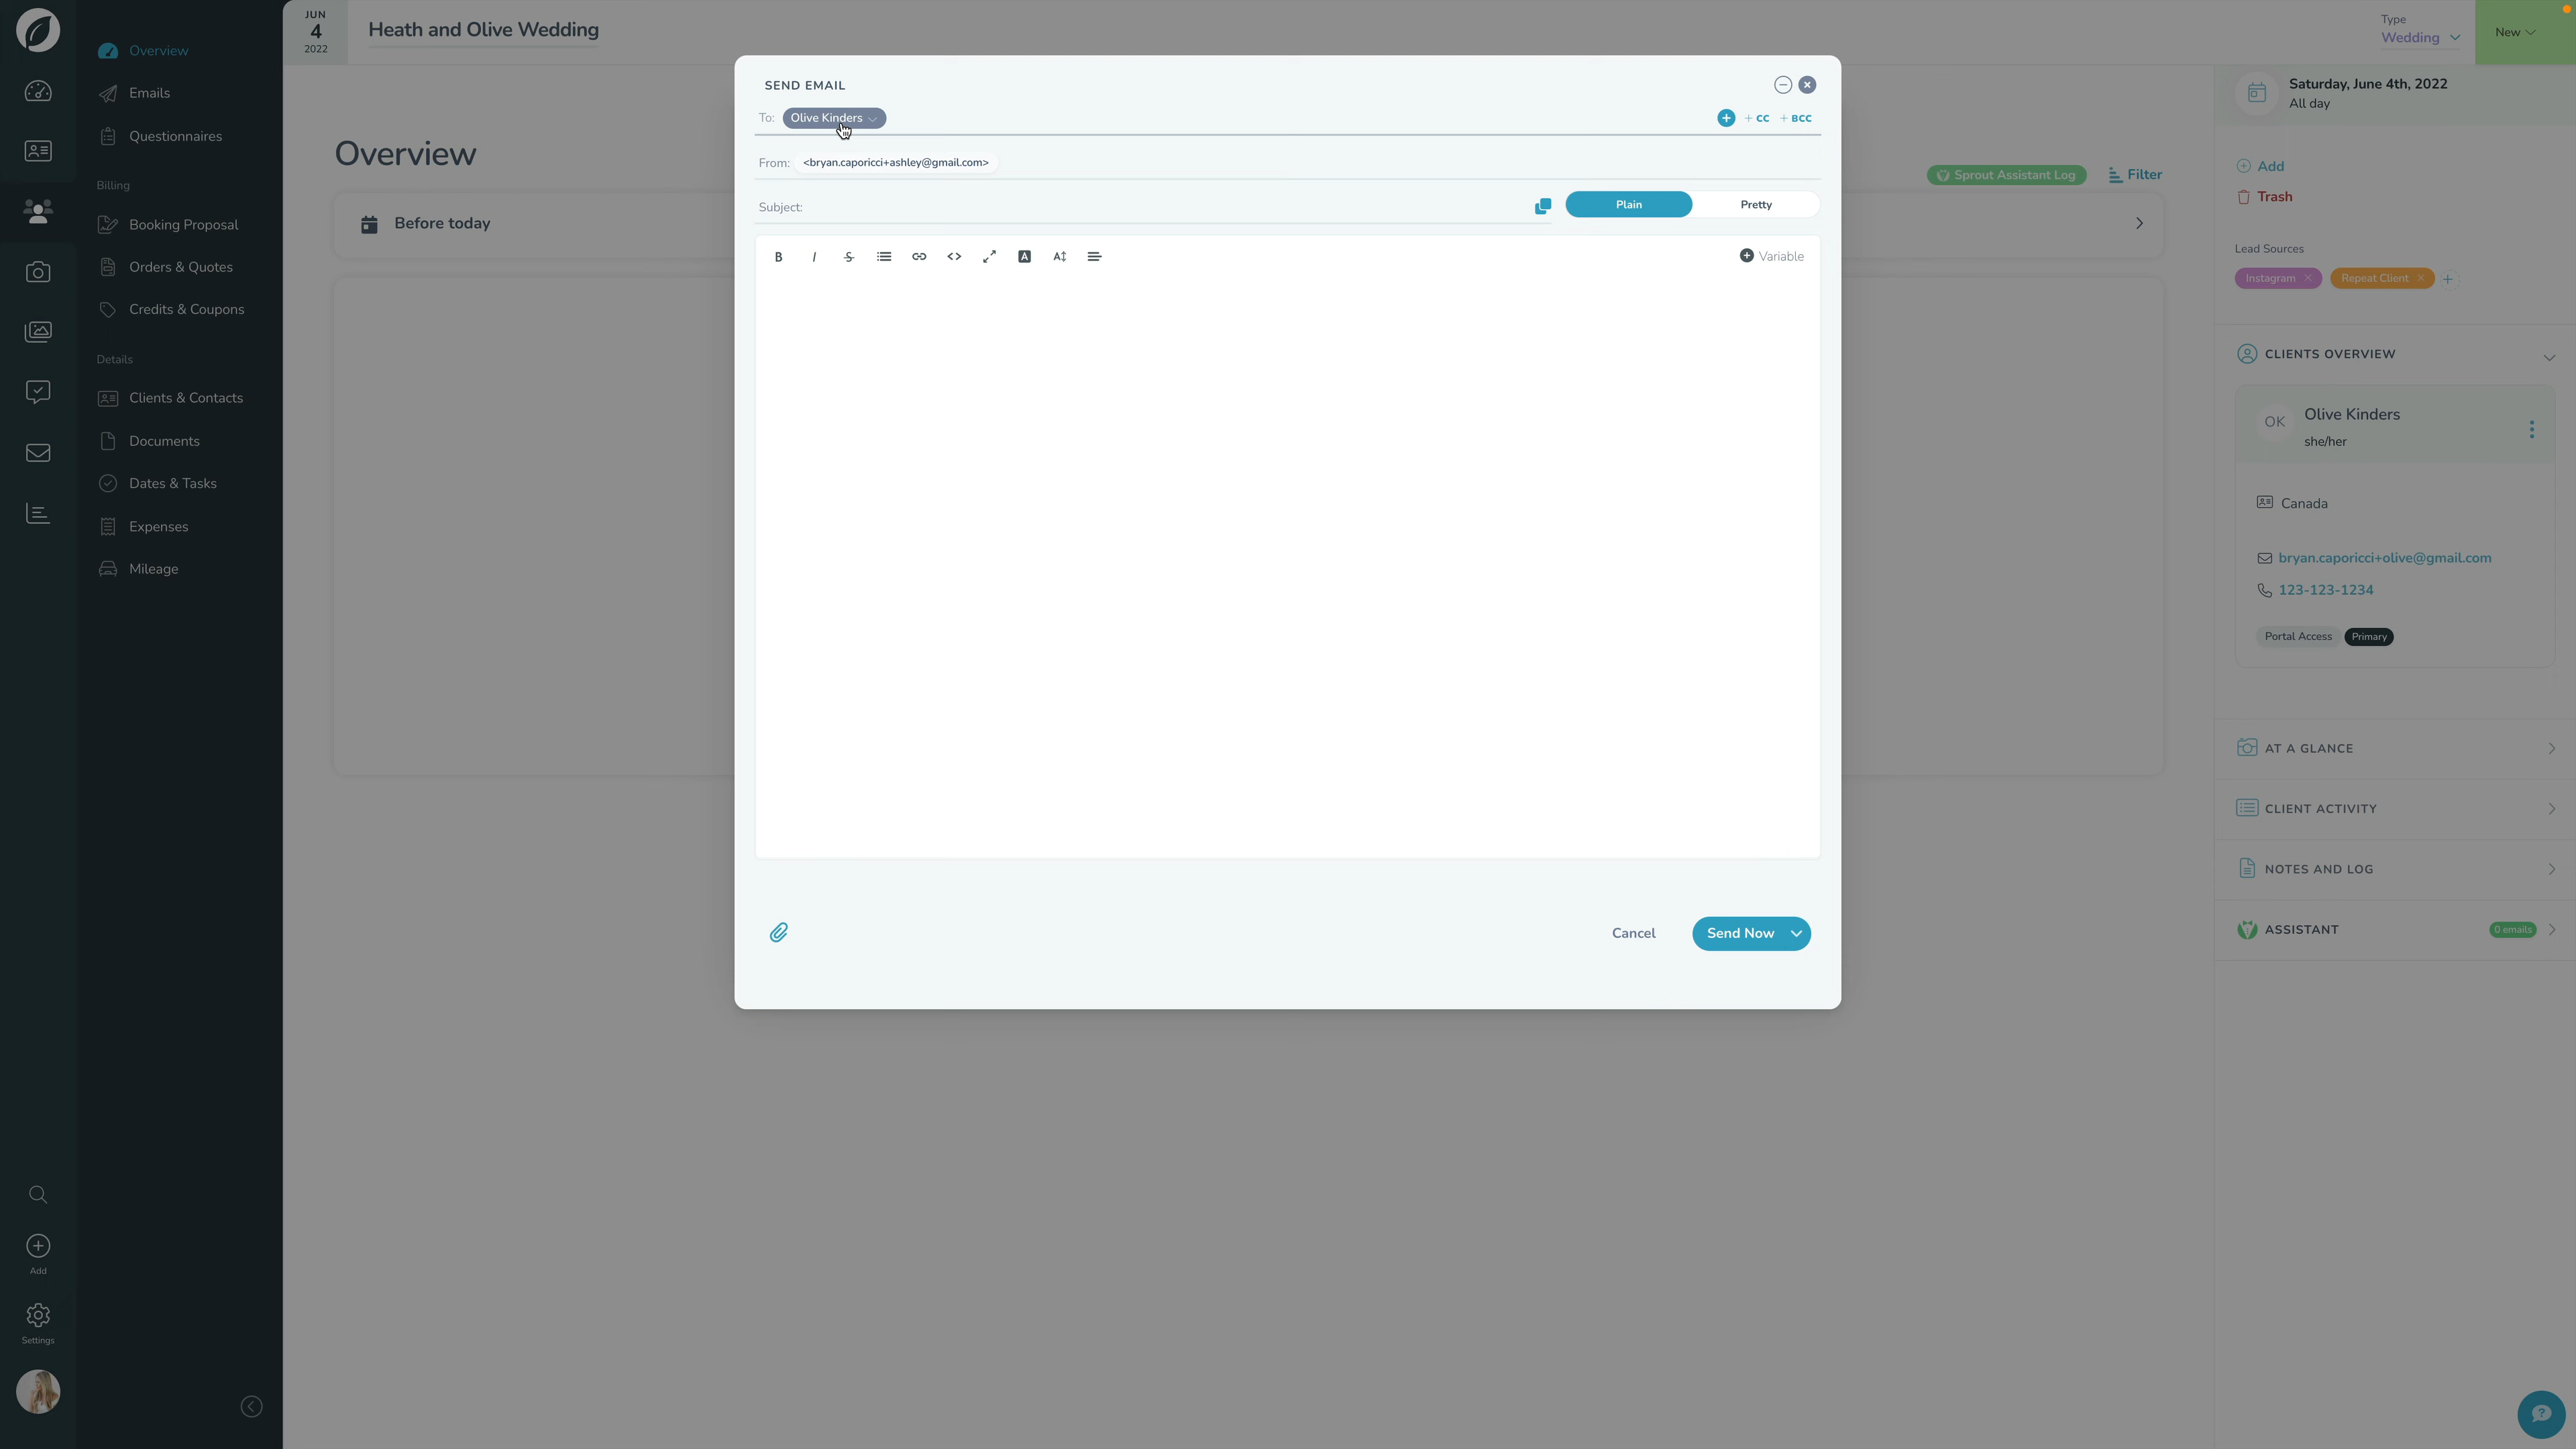 JUN
4
2022
Heath and Olive Wedding
Type
Wedding
New
Overview
Emails
Questionnaires
Billing
Booking Proposal
Orders & Quotes
Credits & Coupons
Details
Clients & Contacts
Documents
Dates & Tasks
Expenses
Mileage
Add
Settings
Overview
Before today
Sprout Assistant Log
Filter
SEND EMAIL
To: Olive Kinders
+ CC + BCC
From: <bryan.caporicci+ashley@gmail.com>
Subject:
Plain Pretty
B I S A A
Variable
Cancel
Send Now
Saturday, June 4th, 2022
All day
Add
Trash
Lead Sources
Instagram × Repeat Client ×
CLIENTS OVERVIEW
OK
Olive Kinders
she/her
Canada
bryan.caporicci+olive@gmail.com
123-123-1234
Portal Access Primary
AT A GLANCE
CLIENT ACTIVITY
NOTES AND LOG
ASSISTANT 0 emails